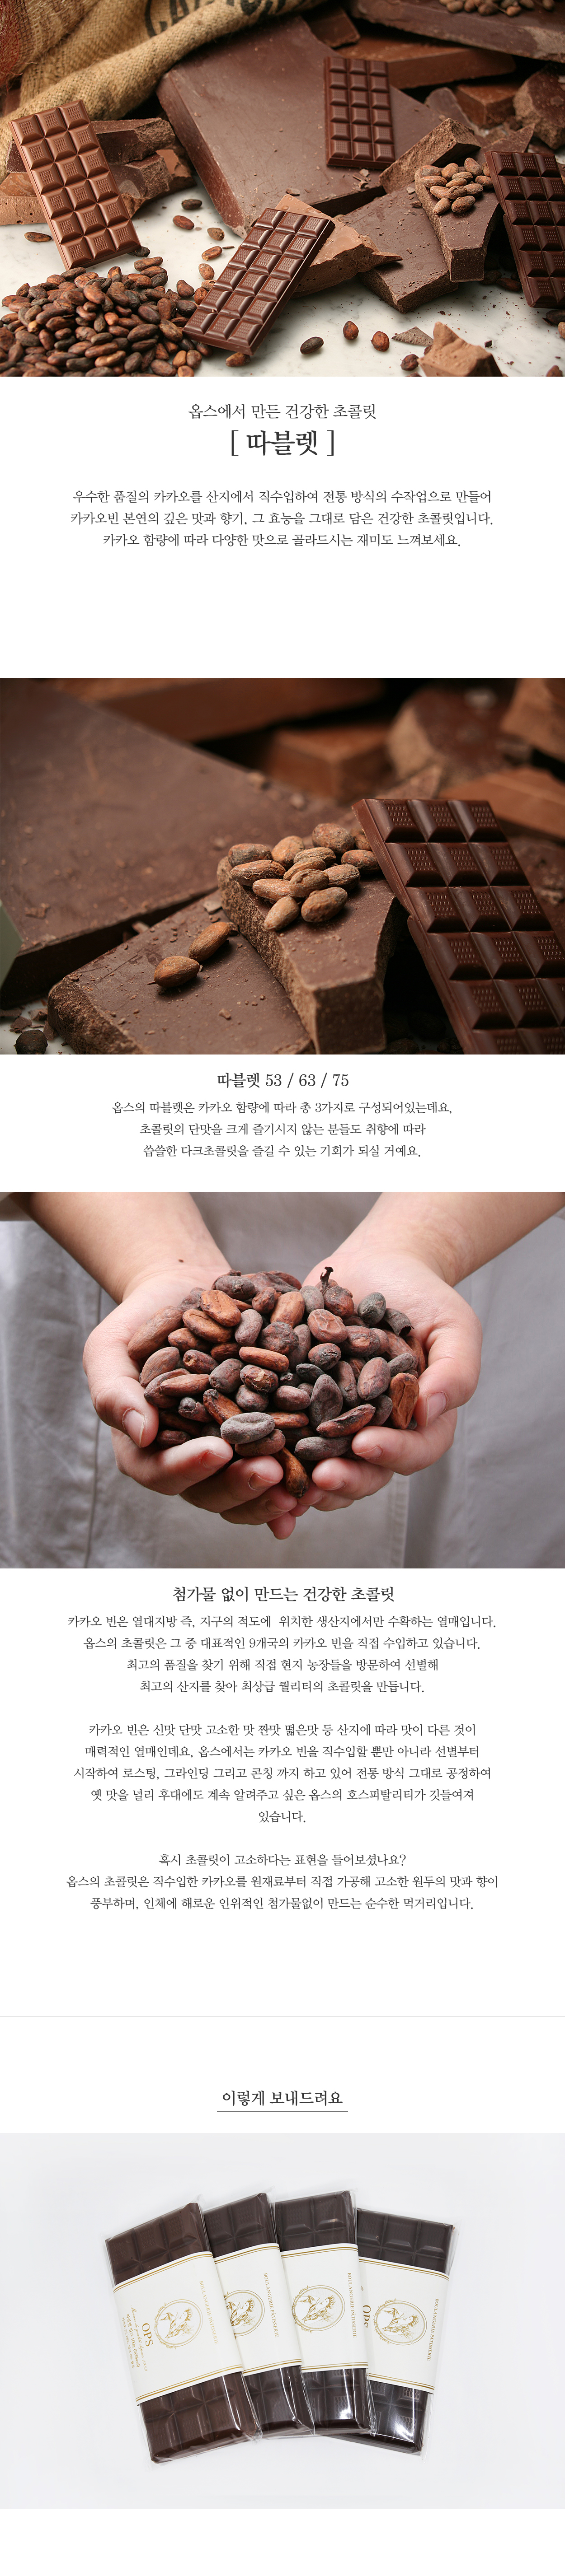 옵스에서 만든 건강한 초콜릿
[ 따블렛 ]
우수한 품질의 카카오를 산지에서 직수입하여 전통 방식의 수작업으로 만들어
카카오빈 본연의 깊은 맛과 향기, 그 효능을 그대로 담은 건강한 초콜릿입니다.
카카오 함량에 따라 다양한 맛으로 골라드시는 재미도 느껴보세요.
따블렛 53 / 63 / 75
옵스의 따블렛은 카카오 함량에 따라 총 3가지로 구성되어있는데요,
초콜릿의 단맛을 크게 즐기시지 않는 분들도 취향에 따라
씁쓸한 다크초콜릿을 즐길 수 있는 기회가 되실 거예요.
첨가물 없이 만드는 건강한 초콜릿
카카오 빈은 열대지방 즉, 지구의 적도에 위치한 생산지에서만 수확하는 열매입니다.
옵스의 초콜릿은 그 중 대표적인 9개국의 카카오 빈을 직접 수입하고 있습니다.
최고의 품질을 찾기 위해 직접 현지 농장들을 방문하여 선별해
최고의 산지를 찾아 최상급 퀄리티의 초콜릿을 만듭니다.
카카오 빈은 신맛 단맛 고소한 맛 짠맛 떫은맛 등 산지에 따라 맛이 다른 것이
매력적인 열매인데요, 옵스에서는 카카오 빈을 직수입할 뿐만 아니라 선별부터
시작하여 로스팅, 그라인딩 그리고 콘칭 까지 하고 있어 전통 방식 그대로 공정하여
옛 맛을 널리 후대에도 계속 알려주고 싶은 옵스의 호스피탈리티가 깃들여져
있습니다.
혹시 초콜릿이 고소하다는 표현을 들어보셨나요?
옵스의 초콜릿은 직수입한 카카오를 원재료부터 직접 가공해 고소한 원두의 맛과 향이
풍부하며, 인체에 해로운 인위적인 첨가물없이 만드는 순수한 먹거리입니다.
이렇게 보내드려요
BOULANGERIE PATISSERIE
OPS
BOULANGERIE PATISSERIE
BOULANGERIE PATISSERIE
OPS
BOULANGERIE PATISSERIE